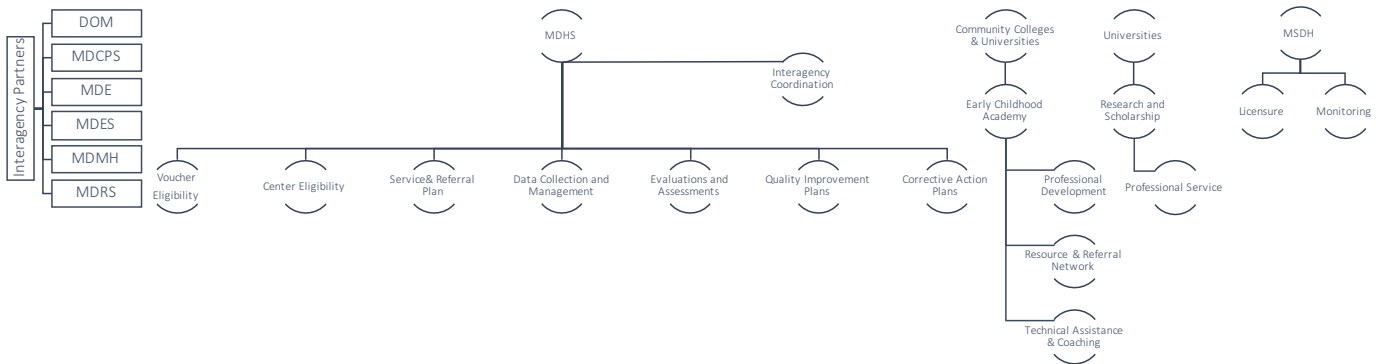 Interagency Partners
DOM
MDCPS
MDE
MDES
MDMH
MDRS
MDHS
Interagency
Coordination
Voucher
Eligibility
Center Eligibility
Service& Referral
Plan
Data Collection and
Management
Evaluations and
Assessments
Quality Improvement
Plans
Corrective Action
Plans
Community Colleges
& Universities
Early Childhood
Academy
Professional
Development
Resource & Referral
Network
Technical Assistance
& Coaching
Universities
Research and
Scholarship
Professional Service
MSDH
Licensure
Monitoring